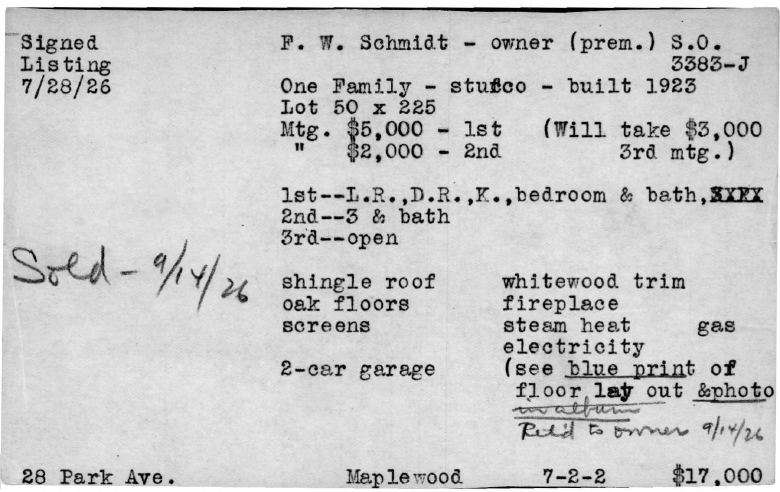 Signed F. W. Schmidt - owner (prem.) S.O.
Listing 3383-J
7/28/26 One Family - stucco - built 1923
Lot 50 x 225
Mtg. $5,000 - 1st (Will take $3,000
" $2,000 - 2nd 3rd mtg.)
1st--L.R.,D.R.,K.,bedroom & bath,
2nd--3 & bath
3rd--open
Sold - 9/14/26
shingle roof whitewood trim
oak floors fireplace
screens steam heat gas
electricity
2-car garage (see blue print of
floor lay out &photo
in album
Ret'd to owner 9/14/26
28 Park Ave. Maplewood 7-2-2 $17,000